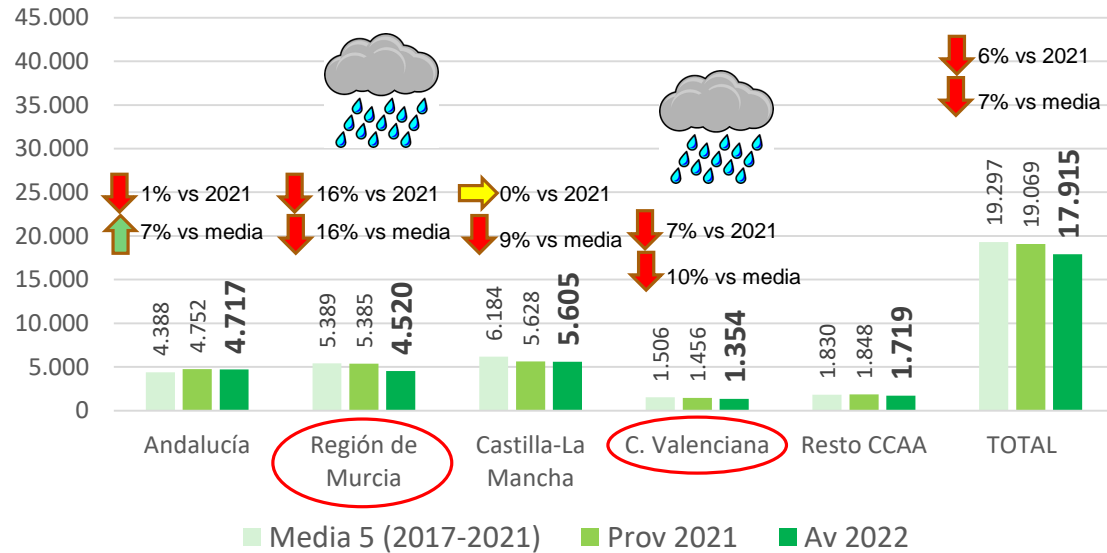 45.000
40.000
35.000
30.000
25.000
20.000
15.000
10.000
5.000
0
1% vs 2021
7% vs media
16% vs 2021
16% vs media
0% vs 2021
9% vs media
7% vs 2021
10% vs media
6% vs 2021
7% vs media
4.388
4.752
4.717
5.389
5.385
4.520
6.184
5.628
5.605
1.506
1.456
1.354
1.830
1.848
1.719
19.297
19.069
17.915
Andalucía
Región de
Murcia
Castilla-La
Mancha
C. Valenciana
Resto CCAA
TOTAL
Media 5 (2017-2021)
Prov 2021
Av 2022